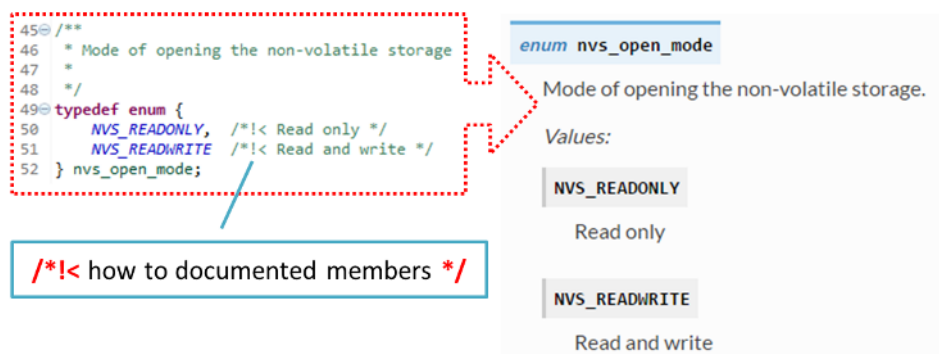 45 /**
46  * Mode of opening the non-volatile storage
47  *
48  */
49 typedef enum {
50     NVS_READONLY,  /*!< Read only */
51     NVS_READWRITE  /*!< Read and write */
52 } nvs_open_mode;
/*!< how to documented members */
enum nvs_open_mode
Mode of opening the non-volatile storage.
Values:
NVS_READONLY
Read only
NVS_READWRITE
Read and write